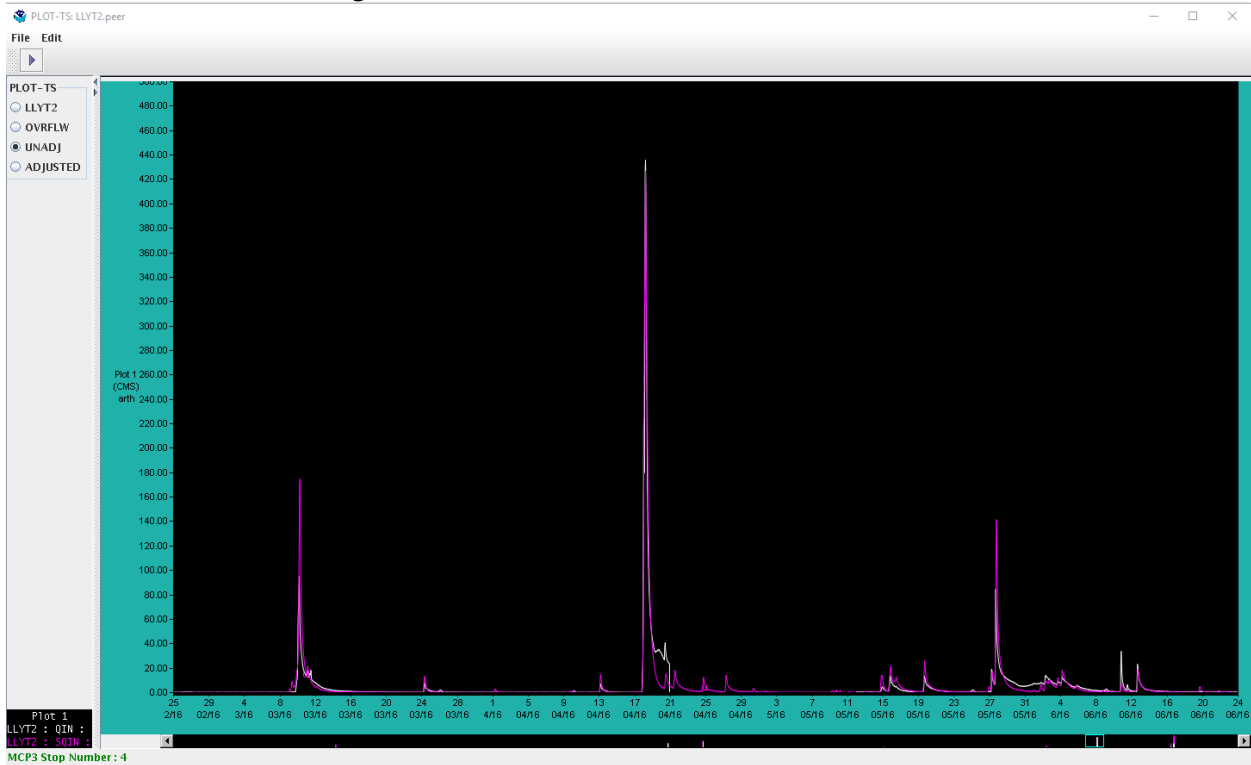 PLOT-TS: LLYT2.peer
File Edit
PLOT-TS
LLYT2
OVRFLW
UNADJ
ADJUSTED
500.00
480.00
460.00
440.00
420.00
400.00
380.00
360.00
340.00
320.00
300.00
280.00
Plot 1 260.00
(CMS)
arth 240.00
220.00
200.00
180.00
160.00
140.00
120.00
100.00
80.00
60.00
40.00
20.00
0.00
25 29 4 8 12 16 20 24 28 1 5 9 13 17 21 25 29 3 7 11 15 19 23 27 31 4 8 12 16 20 24
2/16 02/16 3/16 03/16 03/16 03/16 03/16 03/16 03/16 4/16 04/16 04/16 04/16 04/16 04/16 04/16 04/16 5/16 05/16 05/16 05/16 05/16 05/16 05/16 05/16 6/16 06/16 06/16 06/16 06/16 06/16
Plot 1
LLYT2 : QIN :
LLYT2 : SQIN :
MCP3 Stop Number : 4